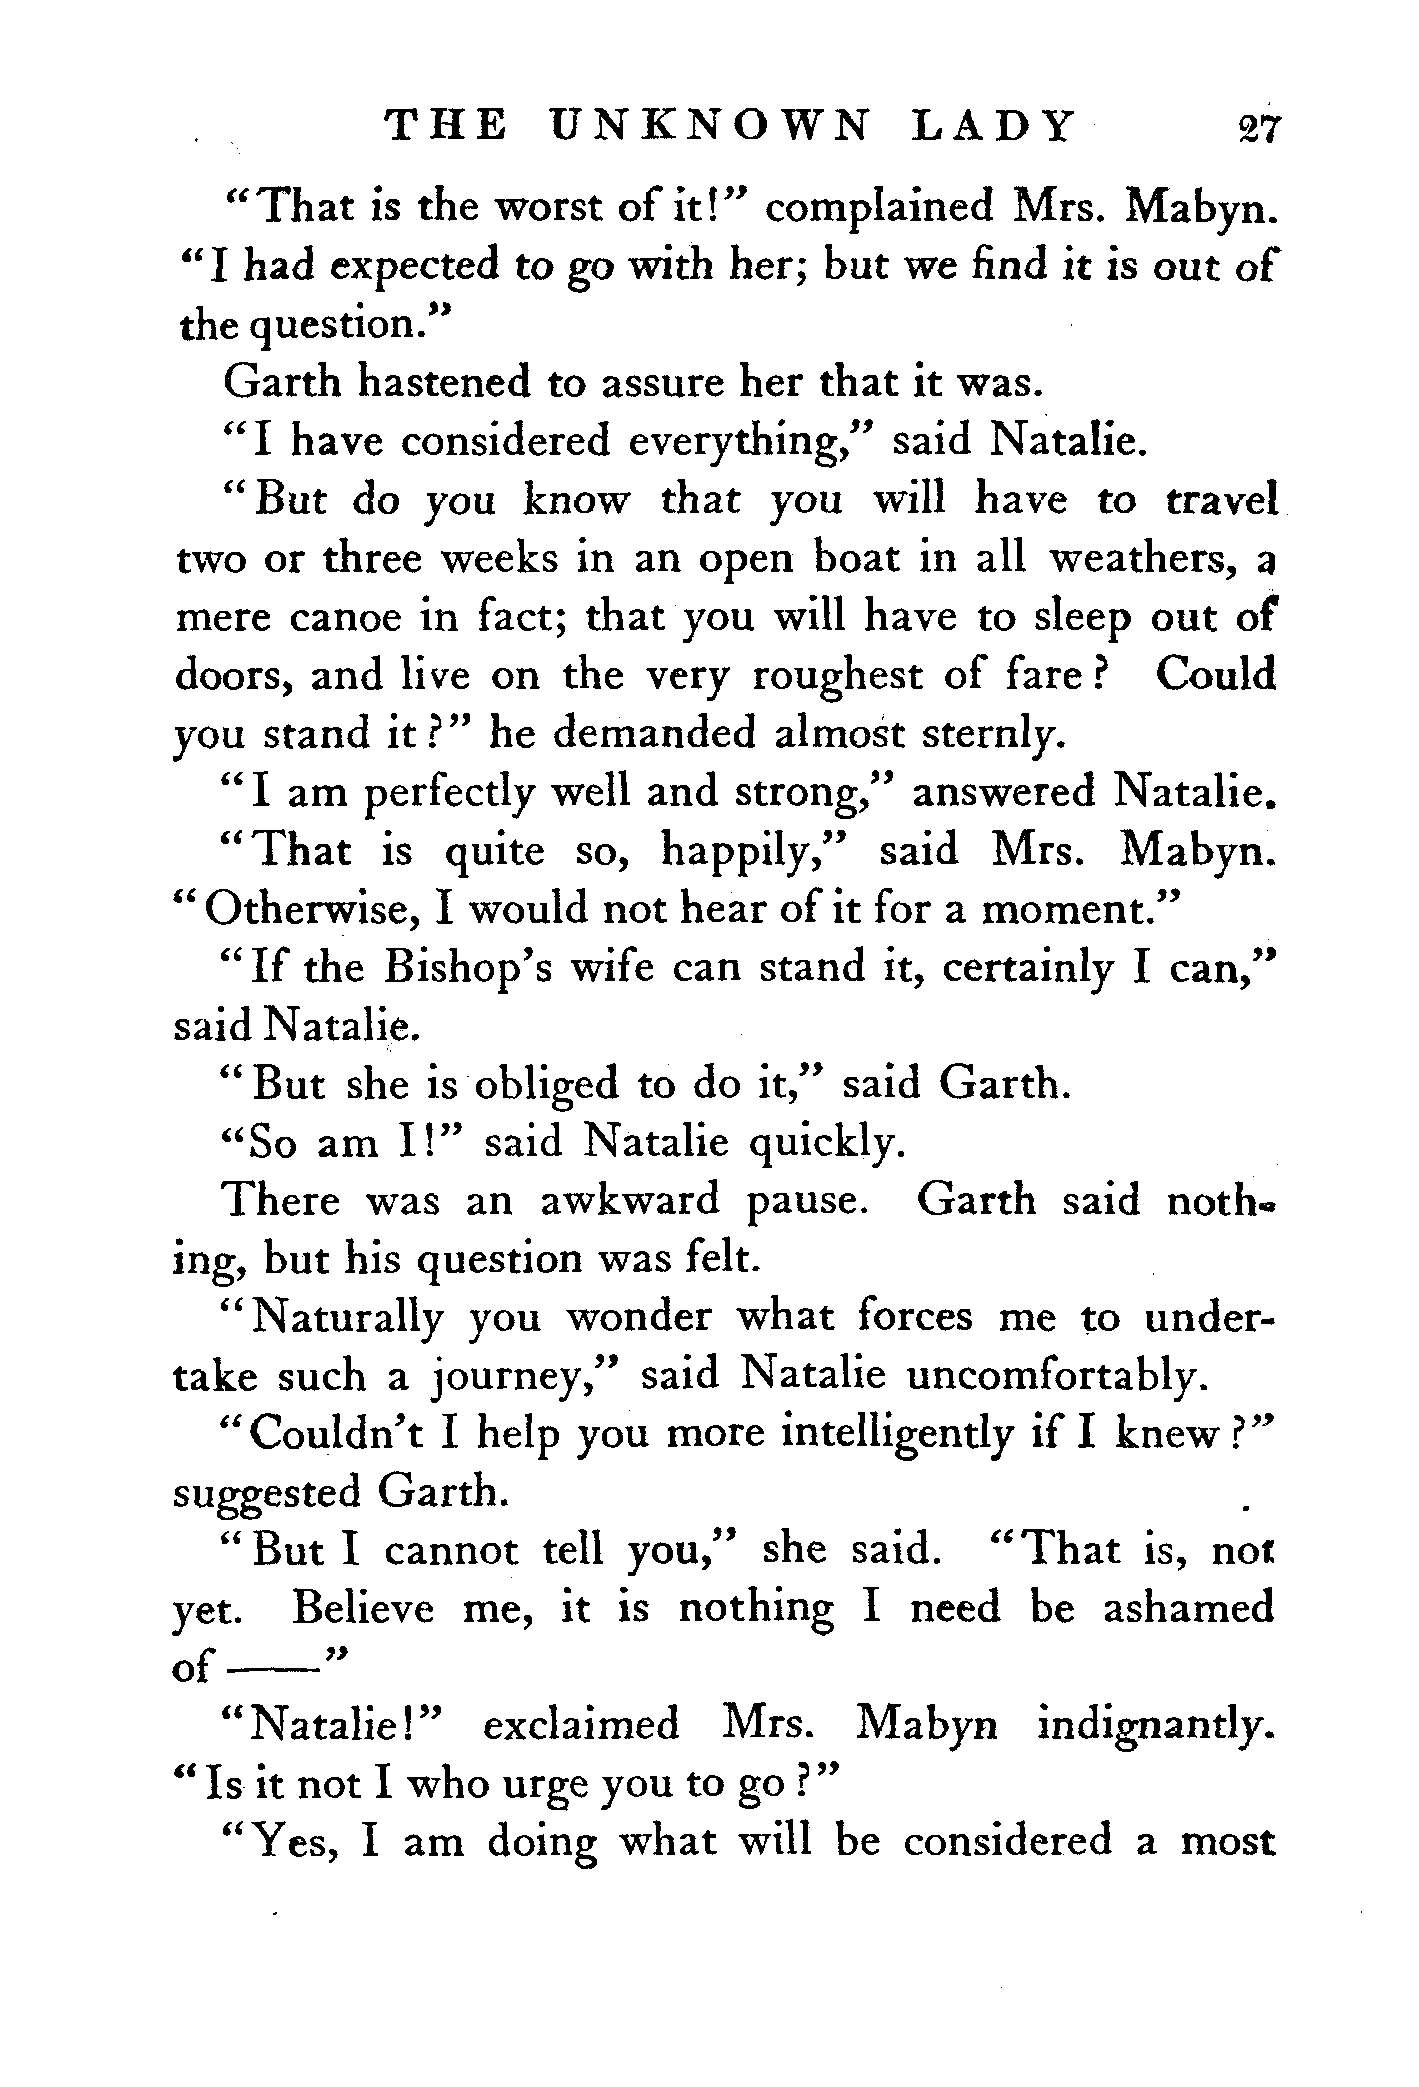 THE UNKNOWN LADY 27
“That is the worst of it!” complained Mrs. Mabyn.
“I had expected to go with her; but we find it is out of
the question.”
Garth hastened to assure her that it was.
“I have considered everything,” said Natalie.
“But do you know that you will have to travel
two or three weeks in an open boat in all weathers, a
mere canoe in fact; that you will have to sleep out of
doors, and live on the very roughest of fare? Could
you stand it?” he demanded almost sternly.
“I am perfectly well and strong,” answered Natalie.
“That is quite so, happily,” said Mrs. Mabyn.
“Otherwise, I would not hear of it for a moment.”
“If the Bishop’s wife can stand it, certainly I can,”
said Natalie.
“But she is obliged to do it,” said Garth.
“So am I!” said Natalie quickly.
There was an awkward pause. Garth said noth-
ing, but his question was felt.
“Naturally you wonder what forces me to under-
take such a journey,” said Natalie uncomfortably.
“Couldn’t I help you more intelligently if I knew?”
suggested Garth.
“But I cannot tell you,” she said. “That is, not
yet. Believe me, it is nothing I need be ashamed
of ——”
“Natalie!” exclaimed Mrs. Mabyn indignantly.
“Is it not I who urge you to go?”
“Yes, I am doing what will be considered a most